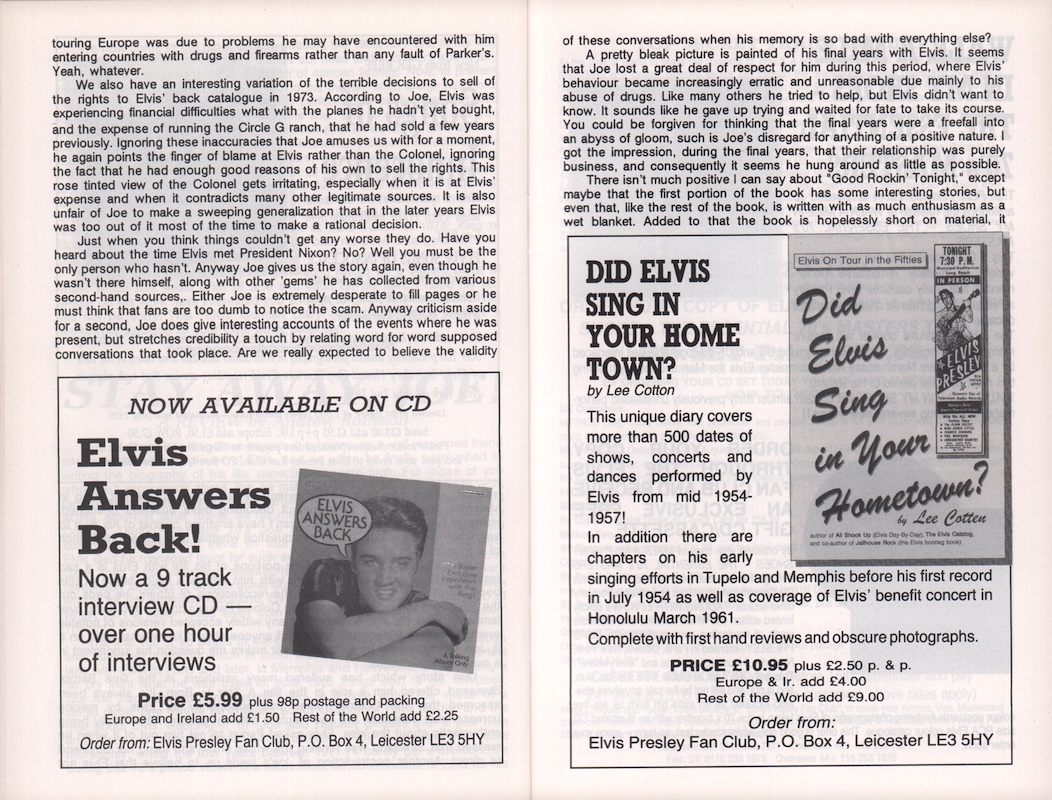 touring Europe was due to problems he may have encountered with him
entering countries with drugs and firearms rather than any fault of Parker's.
Yeah, whatever.
We also have an interesting variation of the terrible decisions to sell of
the rights to Elvis' back catalogue in 1973. According to Joe, Elvis was
experiencing financial difficulties what with the planes he hadn't yet bought,
and the expense of running the Circle G ranch, that he had sold a few years
previously. Ignoring these inaccuracies that Joe amuses us with for a moment,
he again points the finger of blame at Elvis rather than the Colonel, ignoring
the fact that he had enough good reasons of his own to sell the rights. This
rose tinted view of the Colonel gets irritating, especially when it is at Elvis'
expense and when it contradicts many other legitimate sources. It is also
unfair of Joe to make a sweeping generalization that in the later years Elvis
was too out of it most of the time to make a rational decision.
Just when you think things couldn't get any worse they do. Have you
heard about the time Elvis met President Nixon? No? Well you must be the
only person who hasn't. Anyway Joe gives us the story again, even though he
wasn't there himself, along with other 'gems' he has collected from various
second-hand sources,. Either Joe is extremely desperate to fill pages or he
must think that fans are too dumb to notice the scam. Anyway criticism aside
for a second, Joe does give interesting accounts of the events where he was
present, but stretches credibility a touch by relating word for word supposed
conversations that took place. Are we really expected to believe the validity
NOW AVAILABLE ON CD
Elvis
Answers
Back!
Now a 9 track
interview CD —
over one hour
of interviews
ELVIS
ANSWERS
BACK
Super
Exclusive
Interviews
with the
King!
A Talking
Album Only
Price £5.99 plus 98p postage and packing
Europe and Ireland add £1.50 Rest of the World add £2.25
Order from: Elvis Presley Fan Club, P.O. Box 4, Leicester LE3 5HY
of these conversations when his memory is so bad with everything else?
A pretty bleak picture is painted of his final years with Elvis. It seems
that Joe lost a great deal of respect for him during this period, where Elvis'
behaviour became increasingly erratic and unreasonable due mainly to his
abuse of drugs. Like many others he tried to help, but Elvis didn't want to
know. It sounds like he gave up trying and waited for fate to take its course.
You could be forgiven for thinking that the final years were a freefall into
an abyss of gloom, such is Joe's disregard for anything of a positive nature. I
got the impression, during the final years, that their relationship was purely
business, and consequently it seems he hung around as little as possible.
There isn't much positive I can say about "Good Rockin' Tonight," except
maybe that the first portion of the book has some interesting stories, but
even that, like the rest of the book, is written with as much enthusiasm as a
wet blanket. Added to that the book is hopelessly short on material, it
DID ELVIS
SING IN
YOUR HOME
TOWN?
by Lee Cotton
This unique diary covers
more than 500 dates of
shows, concerts and
dances performed by
Elvis from mid 1954-
1957!
In addition there are
chapters on his early
singing efforts in Tupelo and Memphis before his first record
in July 1954 as well as coverage of Elvis' benefit concert in
Honolulu March 1961.
Complete with first hand reviews and obscure photographs.
Elvis On Tour in the Fifties
Did
Elvis
Sing
in Your
Hometown?
by Lee Cotten
author of All Shook Up (Elvis Day-By-Day), The Elvis Catalog,
and co-author of Jailhouse Rock (the Elvis bootleg book)
TONIGHT
7:30 P.M.
IN PERSON
ELVIS
PRESLEY
PRICE £10.95 plus £2.50 p. & p.
Europe & Ir. add £4.00
Rest of the World add £9.00
Order from:
Elvis Presley Fan Club, P.O. Box 4, Leicester LE3 5HY